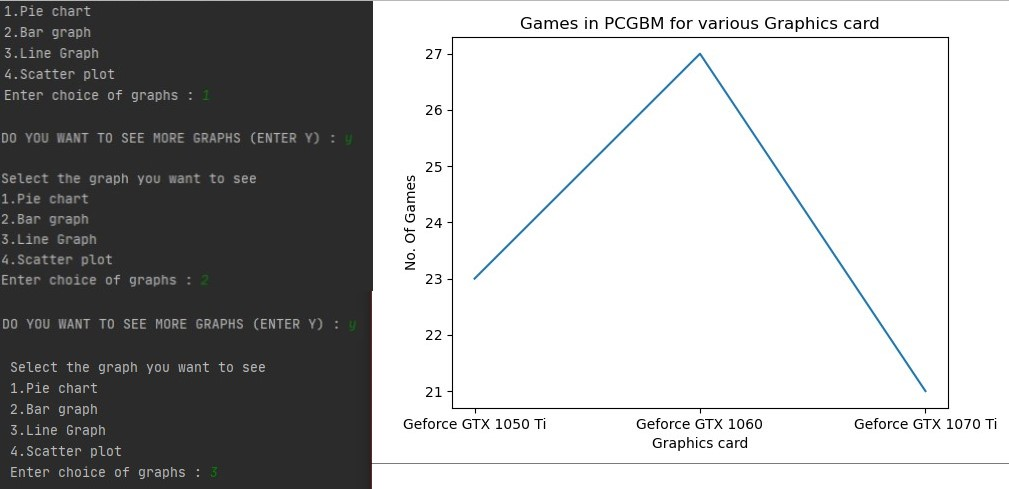 1.Pie chart
2.Bar graph
3.Line Graph
4.Scatter plot
Enter choice of graphs : 1
DO YOU WANT TO SEE MORE GRAPHS (ENTER Y) : y
Select the graph you want to see
1.Pie chart
2.Bar graph
3.Line Graph
4.Scatter plot
Enter choice of graphs : 2
DO YOU WANT TO SEE MORE GRAPHS (ENTER Y) : y
Select the graph you want to see
1.Pie chart
2.Bar graph
3.Line Graph
4.Scatter plot
Enter choice of graphs : 3
Games in PCGBM for various Graphics card
27
26
25
24
23
22
21
No. Of Games
Geforce GTX 1050 Ti
Geforce GTX 1060
Geforce GTX 1070 Ti
Graphics card